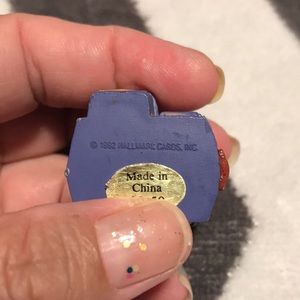 © 1992 HALLMARK CARDS, INC.
Made in
China